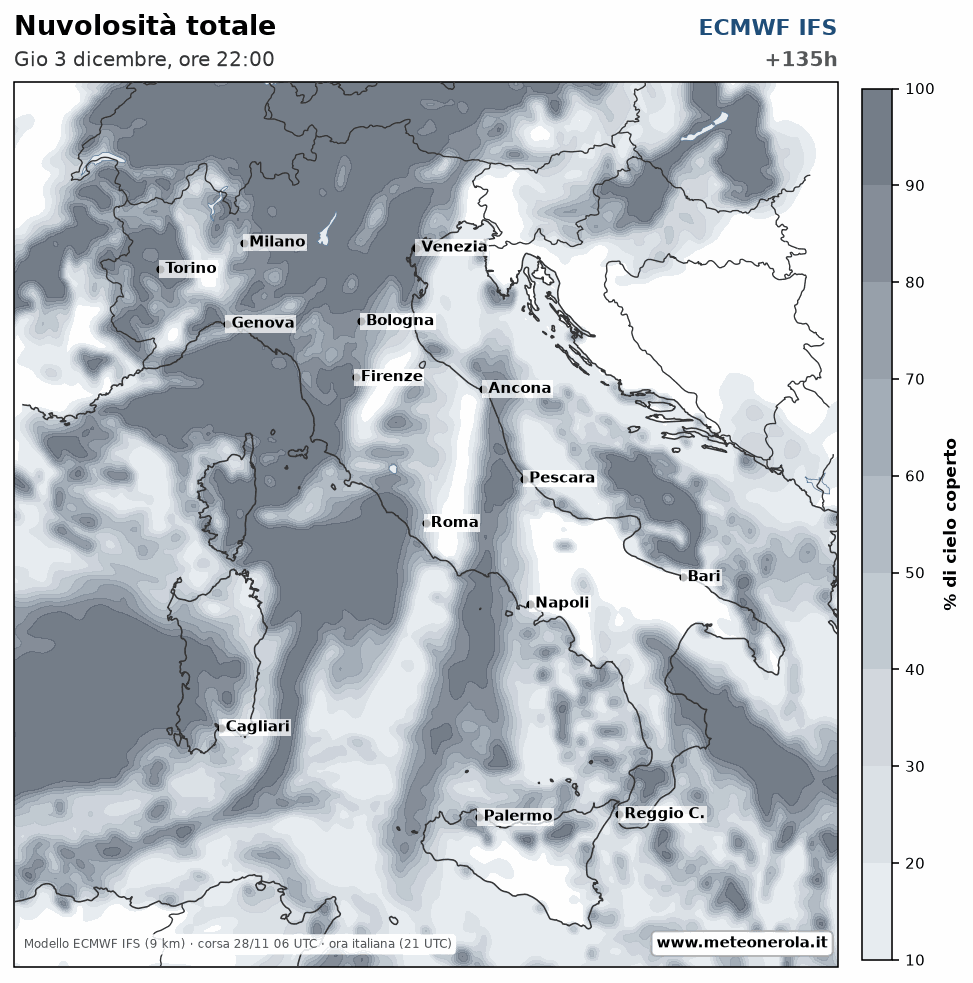 Nuvolosità totale
ECMWF IFS
Gio 3 dicembre, ore 22:00
+135h
Milano
Venezia
Torino
Genova
Bologna
Firenze
Ancona
Pescara
Roma
Bari
Napoli
Cagliari
Palermo
Reggio C.
100
90
80
70
60
50
40
30
20
10
% di cielo coperto
Modello ECMWF IFS (9 km) · corsa 28/11 06 UTC · ora italiana (21 UTC)
www.meteonerola.it